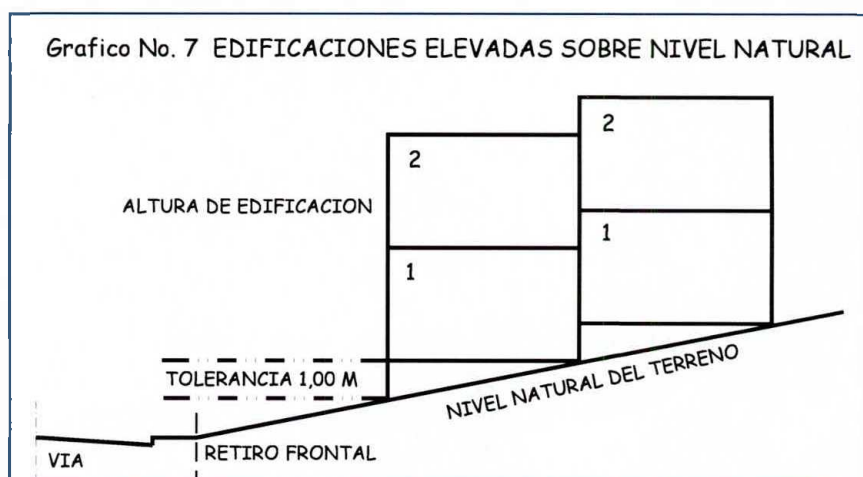 Grafico No. 7 EDIFICACIONES ELEVADAS SOBRE NIVEL NATURAL
2
2
ALTURA DE EDIFICACION
1
1
TOLERANCIA 1,00 M
NIVEL NATURAL DEL TERRENO
RETIRO FRONTAL
VIA